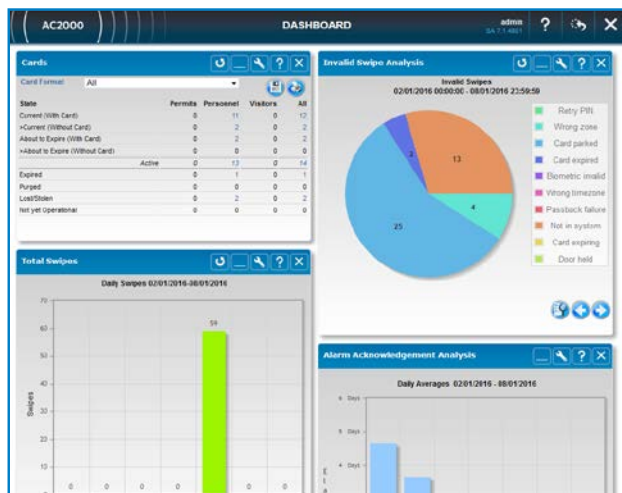 AC2000
DASHBOARD
admin
SA 7.1.4801
?
Cards
?
Card Format All
State Permits Personnel Visitors All
Current (With Card) 0 11 0 12
>Current (Without Card) 0 2 0 2
About to Expire (With Card) 0 2 0 2
>About to Expire (Without Card) 0 0 0 0
Active 0 13 0 14
Expired 0 1 0 1
Purged 0 0 0 0
Lost/Stolen 0 2 0 2
Not yet Operational 0 0 0 0
Invalid Swipe Analysis
?
Invalid Swipes
02/01/2016 00:00:00 - 08/01/2016 23:59:59
3
13
4
25
Retry PIN
Wrong zone
Card parked
Card expired
Biometric invalid
Wrong timezone
Passback failure
Not in system
Card expiring
Door held
Total Swipes
?
Daily Swipes 02/01/2016-08/01/2016
70
60
50
40
30
20
10
Swipes
59
0 0 0 0 0 0
Alarm Acknowledgement Analysis
?
Daily Averages 02/01/2016 - 08/01/2016
6 Days
5 Days
4 Days